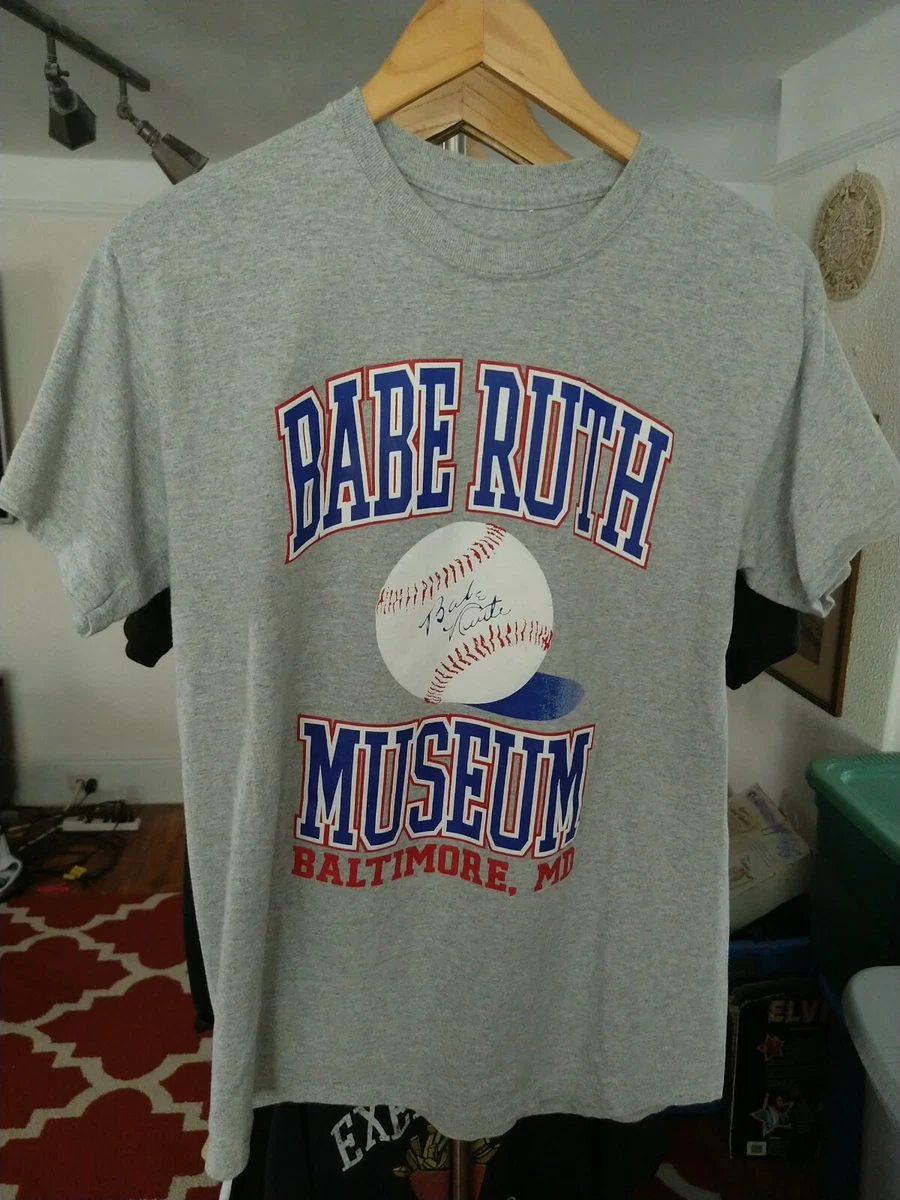 BABE RUTH
Babe
Ruth
MUSEUM
BALTIMORE, MD